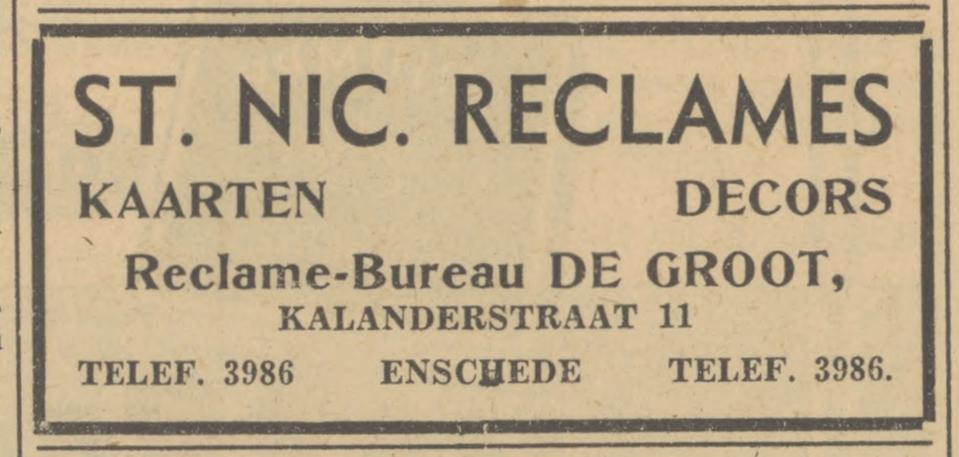 ST. NIC. RECLAMES
KAARTEN DECORS
Reclame-Bureau DE GROOT,
KALANDERSTRAAT 11
TELEF. 3986 ENSCHEDE TELEF. 3986.